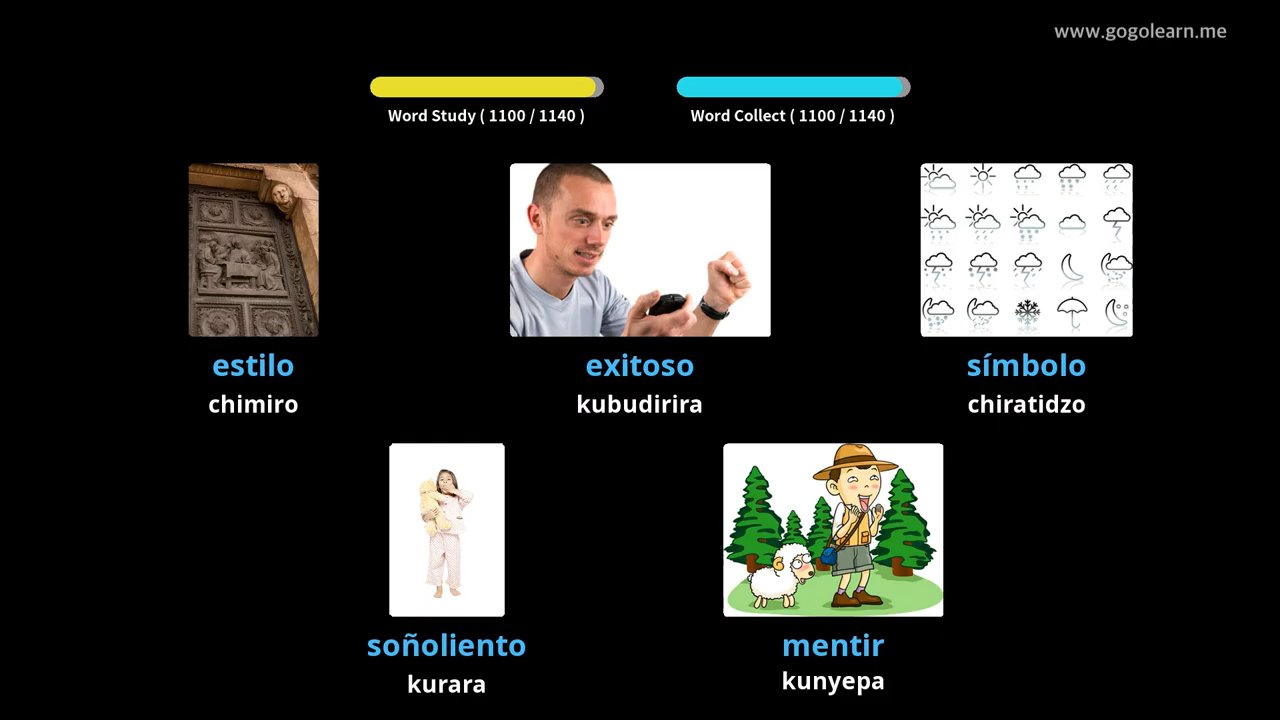 www.gogolearn.me
Word Study ( 1100 / 1140 )
Word Collect ( 1100 / 1140 )
estilo
chimiro
exitoso
kubudirira
símbolo
chiratidzo
soñoliento
kurara
mentir
kunyepa